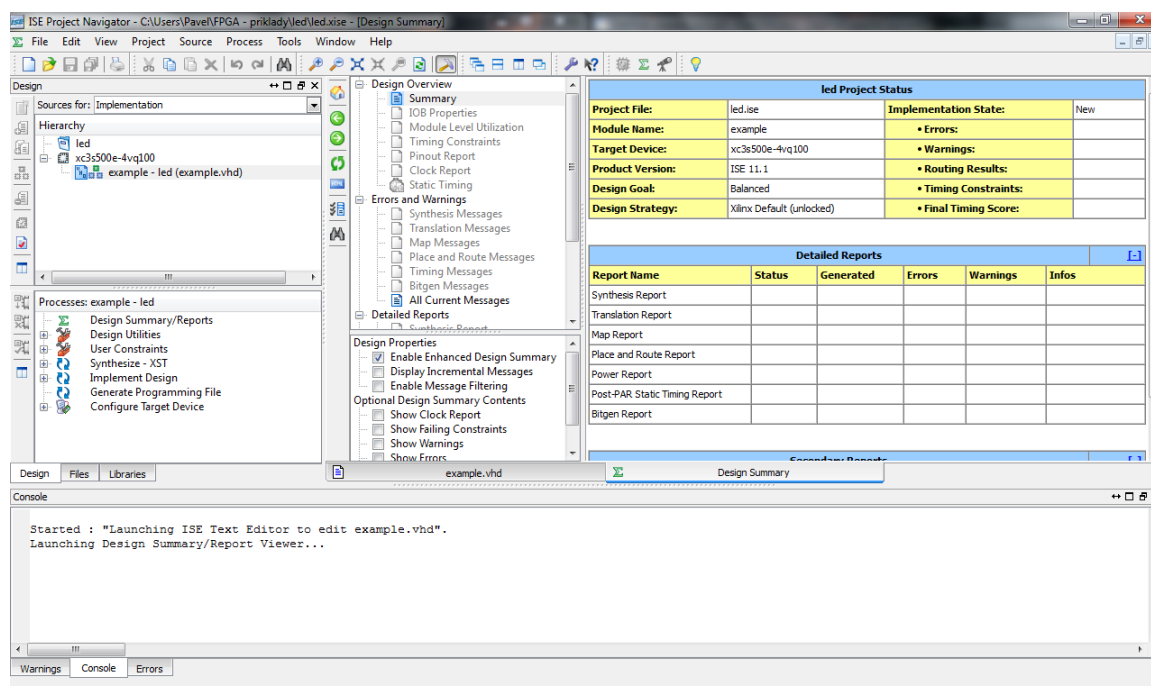 ISE Project Navigator - C:\Users\Pavel\FPGA - priklady\led\led.xise - [Design Summary]
File Edit View Project Source Process Tools Window Help
Design
Sources for: Implementation
Hierarchy
led
xc3s500e-4vq100
example - led (example.vhd)
Processes: example - led
Design Summary/Reports
Design Utilities
User Constraints
Synthesize - XST
Implement Design
Generate Programming File
Configure Target Device
Design Files Libraries
Design Overview
Summary
IOB Properties
Module Level Utilization
Timing Constraints
Pinout Report
Clock Report
Static Timing
Errors and Warnings
Synthesis Messages
Translation Messages
Map Messages
Place and Route Messages
Timing Messages
Bitgen Messages
All Current Messages
Detailed Reports
Synthesis Report
Design Properties
Enable Enhanced Design Summary
Display Incremental Messages
Enable Message Filtering
Optional Design Summary Contents
Show Clock Report
Show Failing Constraints
Show Warnings
Show Errors
led Project Status
Project File: led.ise Implementation State: New
Module Name: example • Errors:
Target Device: xc3s500e-4vq100 • Warnings:
Product Version: ISE 11.1 • Routing Results:
Design Goal: Balanced • Timing Constraints:
Design Strategy: Xilinx Default (unlocked) • Final Timing Score:
Detailed Reports [-]
Report Name Status Generated Errors Warnings Infos
Synthesis Report
Translation Report
Map Report
Place and Route Report
Power Report
Post-PAR Static Timing Report
Bitgen Report
Secondary Reports [-]
example.vhd Design Summary
Console
Started : "Launching ISE Text Editor to edit example.vhd".
Launching Design Summary/Report Viewer...
Warnings Console Errors